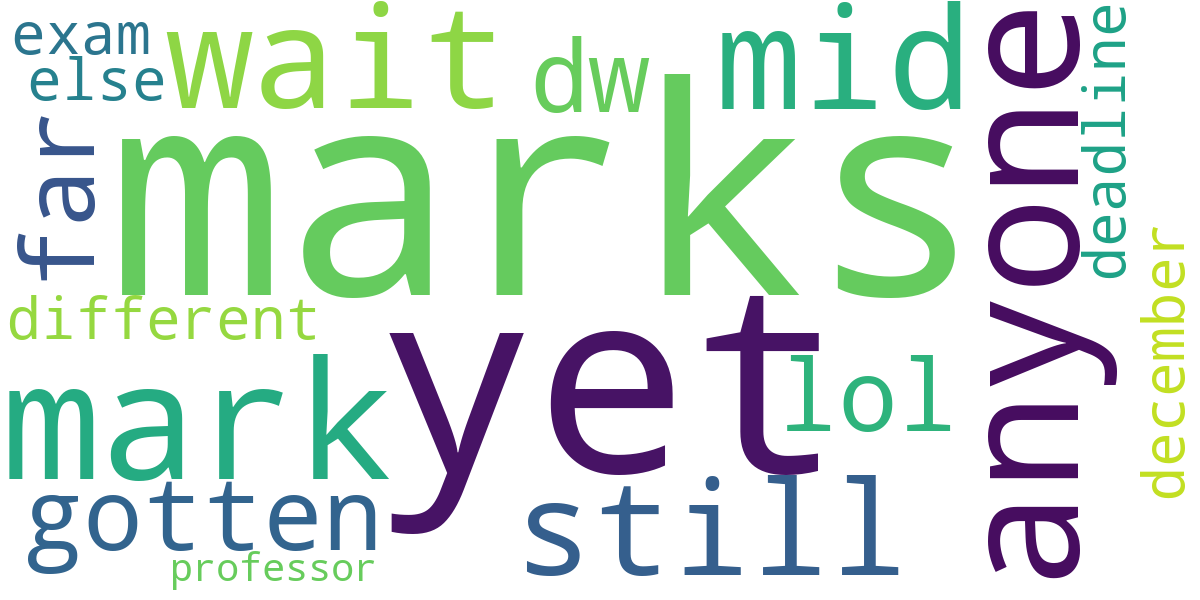 exam
else
wait
dw
mid
anyone
deadline
far
marks
december
different
yet
mark
lol
gotten
still
professor